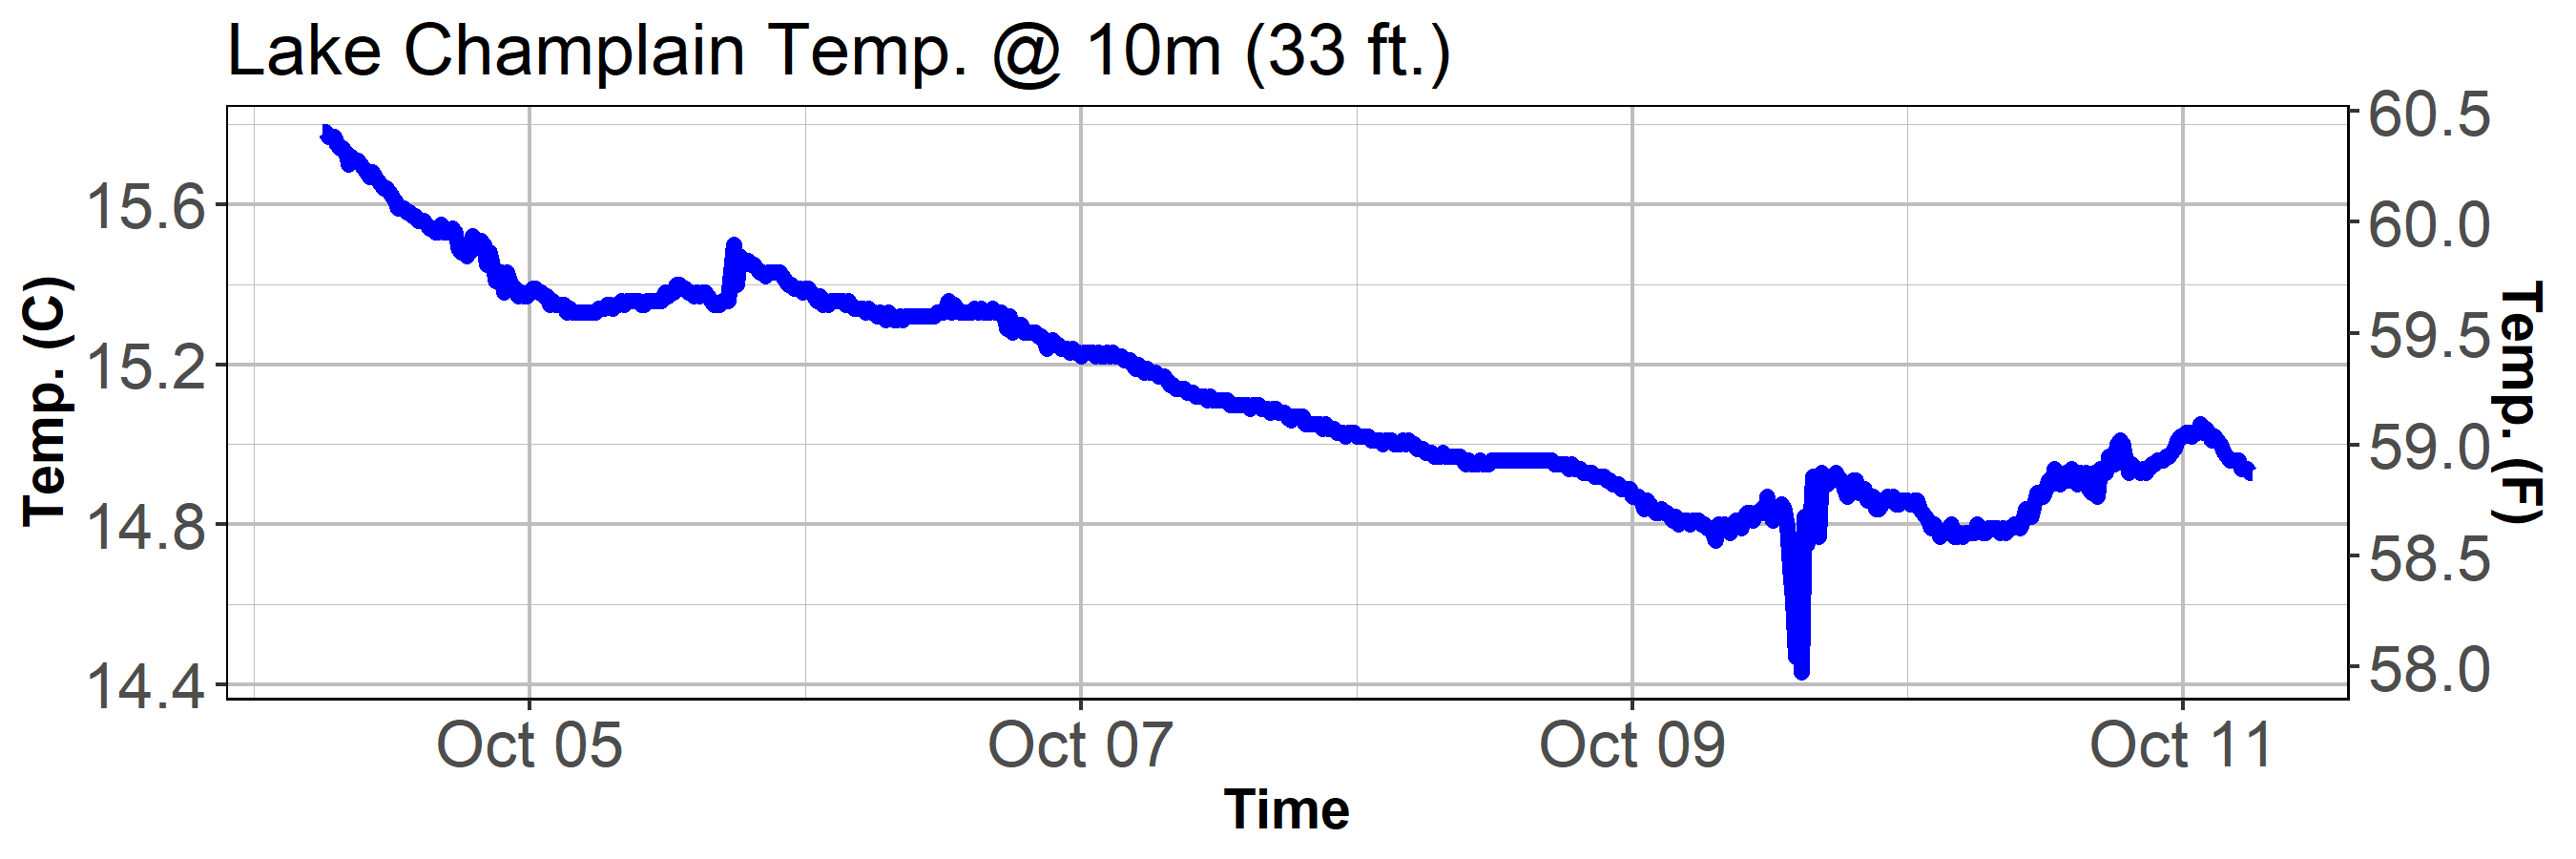 Lake Champlain Temp. @ 10m (33 ft.)
Temp. (C)
15.6
15.2
14.8
14.4
60.5
60.0
59.5
59.0
58.5
58.0
Temp. (F)
Oct 05
Oct 07
Oct 09
Oct 11
Time